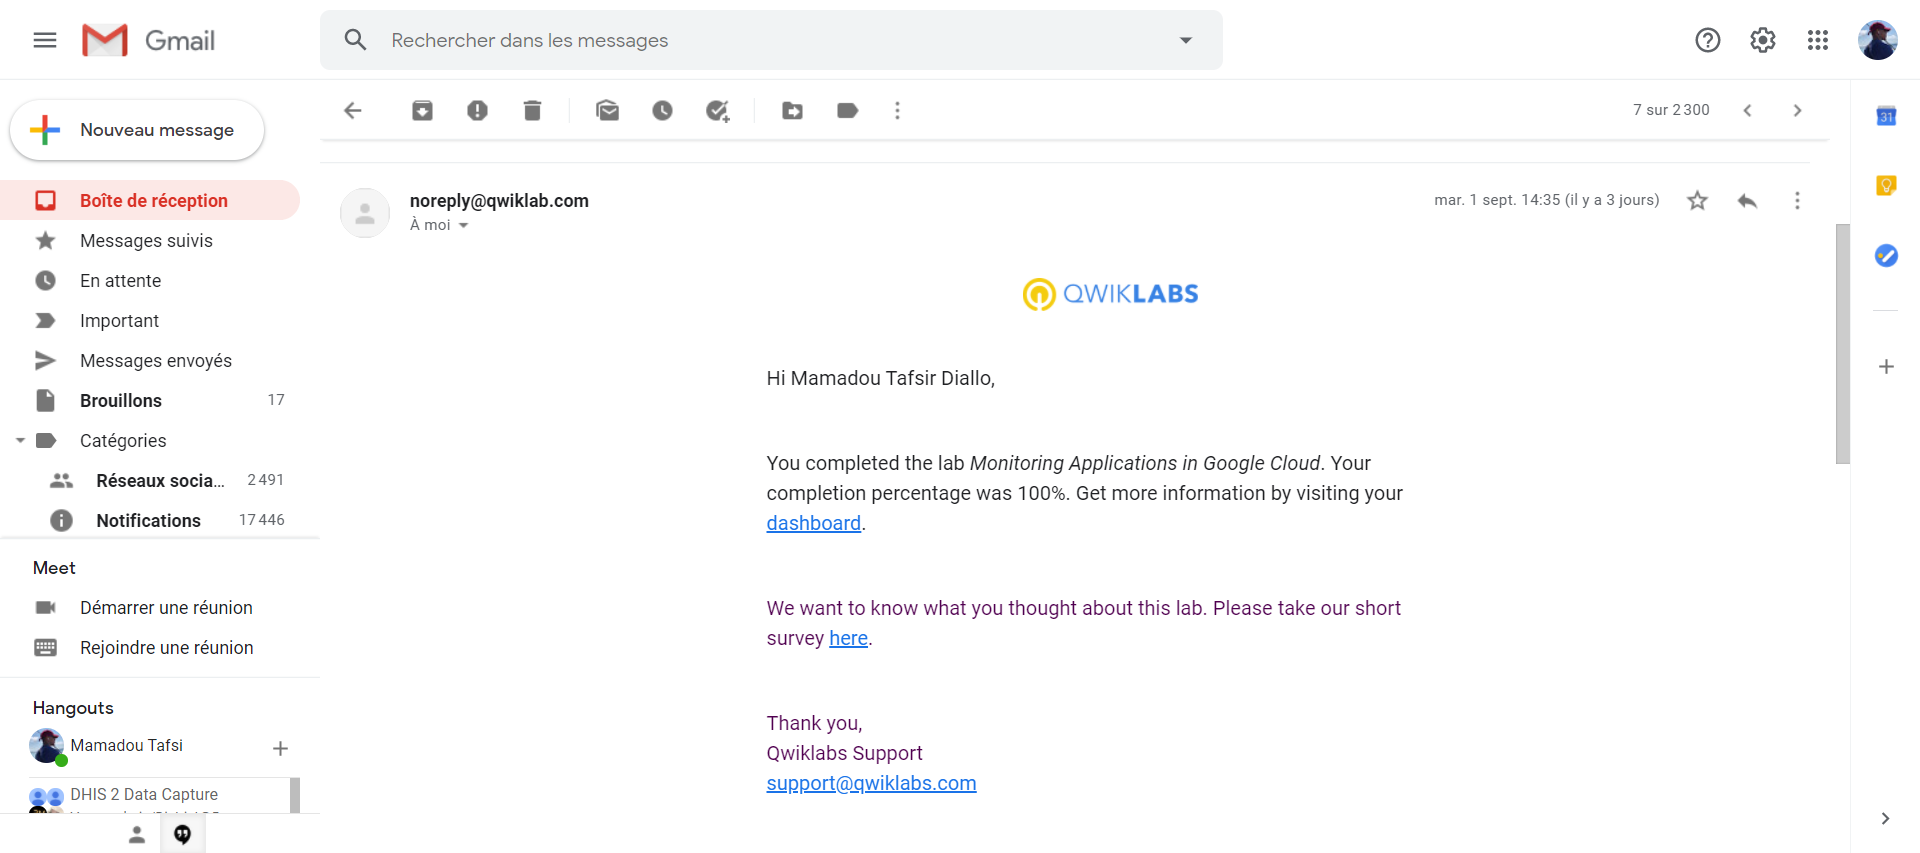 Gmail
Rechercher dans les messages
Nouveau message
7 sur 2 300
Boîte de réception
Messages suivis
En attente
Important
Messages envoyés
Brouillons 17
Catégories
Réseaux socia... 2 491
Notifications 17 446
Meet
Démarrer une réunion
Rejoindre une réunion
Hangouts
Mamadou Tafsi
DHIS 2 Data Capture
noreply@qwiklab.com
À moi
mar. 1 sept. 14:35 (il y a 3 jours)
QWIKLABS
Hi Mamadou Tafsir Diallo,
You completed the lab Monitoring Applications in Google Cloud. Your
completion percentage was 100%. Get more information by visiting your
dashboard.
We want to know what you thought about this lab. Please take our short
survey here.
Thank you,
Qwiklabs Support
support@qwiklabs.com
31